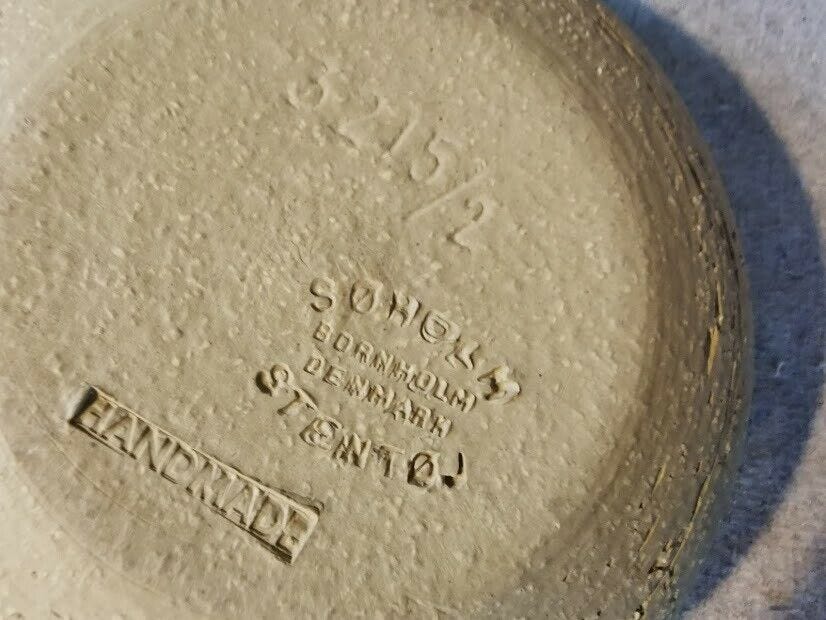 3215/2
SØHOLM
BORNHOLM
DENMARK
STENTØJ
HANDMADE